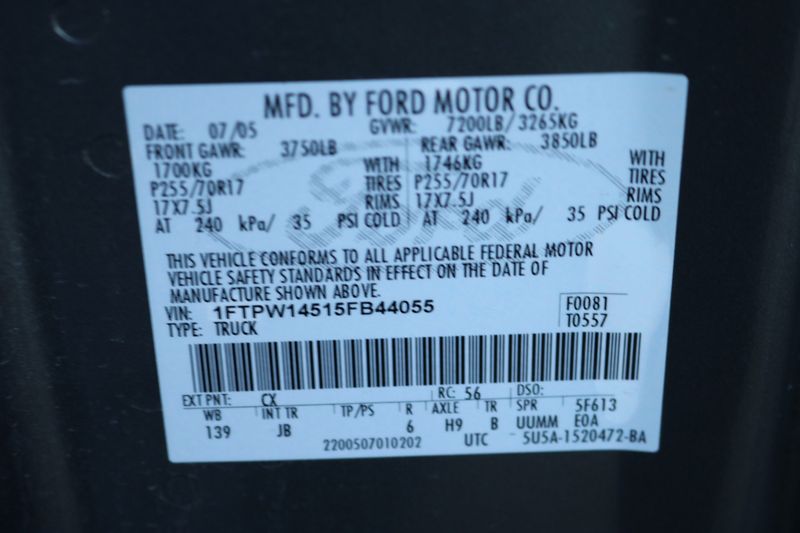 MFD. BY FORD MOTOR CO.
DATE: 07/05 GVWR: 7200LB/3265KG
FRONT GAWR: 3750LB REAR GAWR: 3850LB
1700KG WITH 1746KG WITH
P255/70R17 TIRES P255/70R17 TIRES
17X7.5J RIMS 17X7.5J RIMS
AT 240 kPa/ 35 PSI COLD AT 240 kPa/ 35 PSI COLD
THIS VEHICLE CONFORMS TO ALL APPLICABLE FEDERAL MOTOR
VEHICLE SAFETY STANDARDS IN EFFECT ON THE DATE OF
MANUFACTURE SHOWN ABOVE.
VIN: 1FTPW14515FB44055 F0081
TYPE: TRUCK T0557
EXT PNT: CX RC: 56 DSO:
WB INT TR TP/PS R AXLE TR SPR 5F613
139 JB 6 H9 B UUMM E0A
2200507010202 UTC 5U5A-1520472-BA